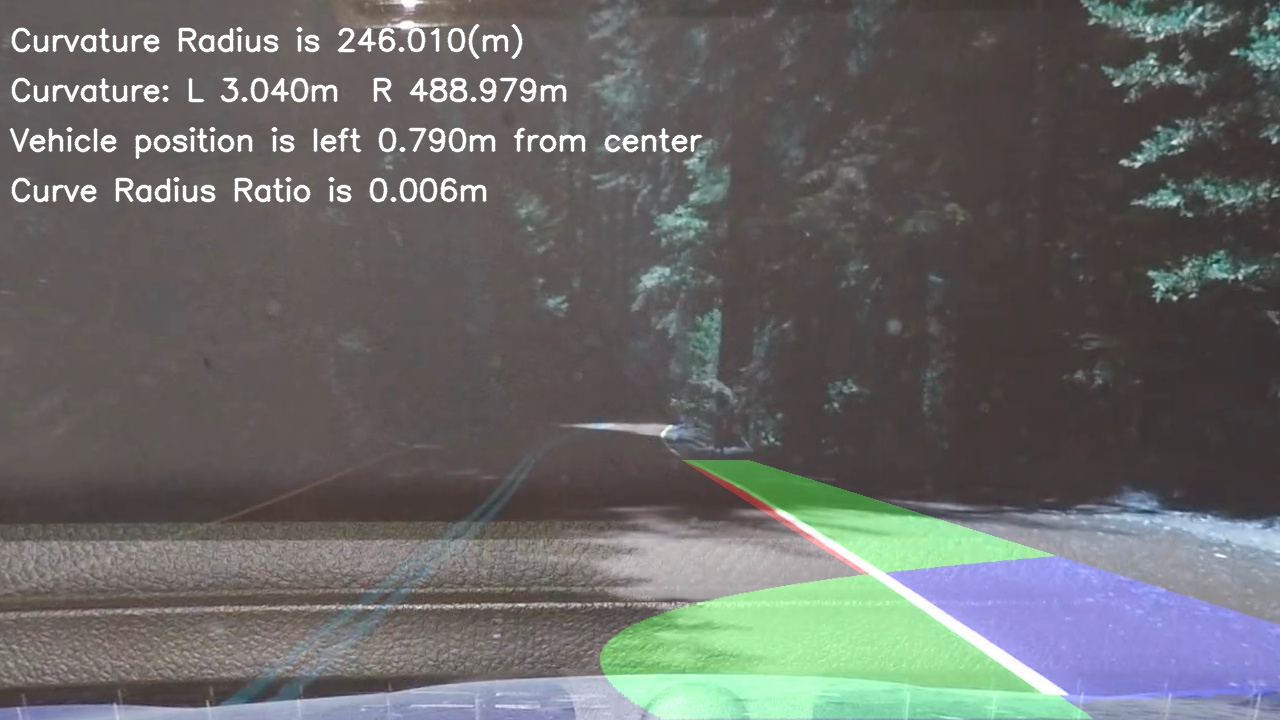 Curvature Radius is 246.010(m)
Curvature: L 3.040m R 488.979m
Vehicle position is left 0.790m from center
Curve Radius Ratio is 0.006m